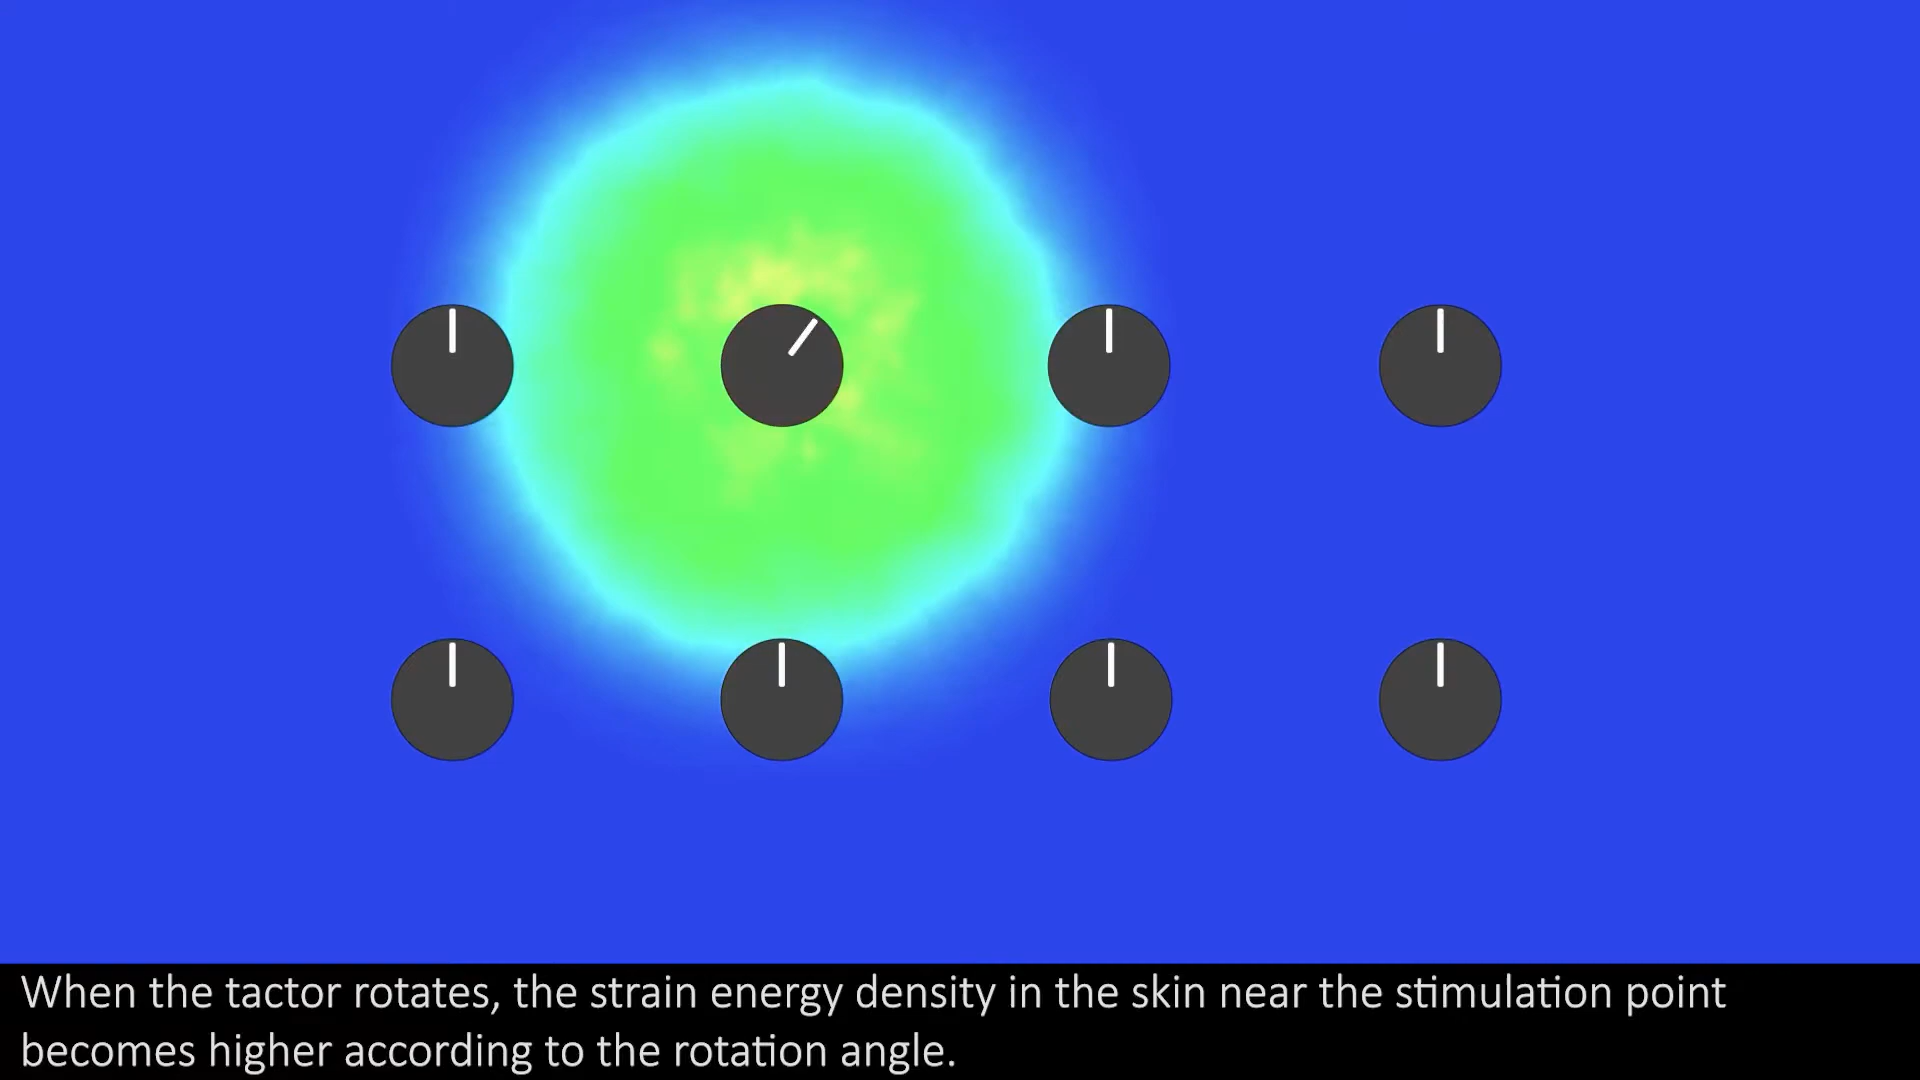 When the tactor rotates, the strain energy density in the skin near the stimulation point
becomes higher according to the rotation angle.